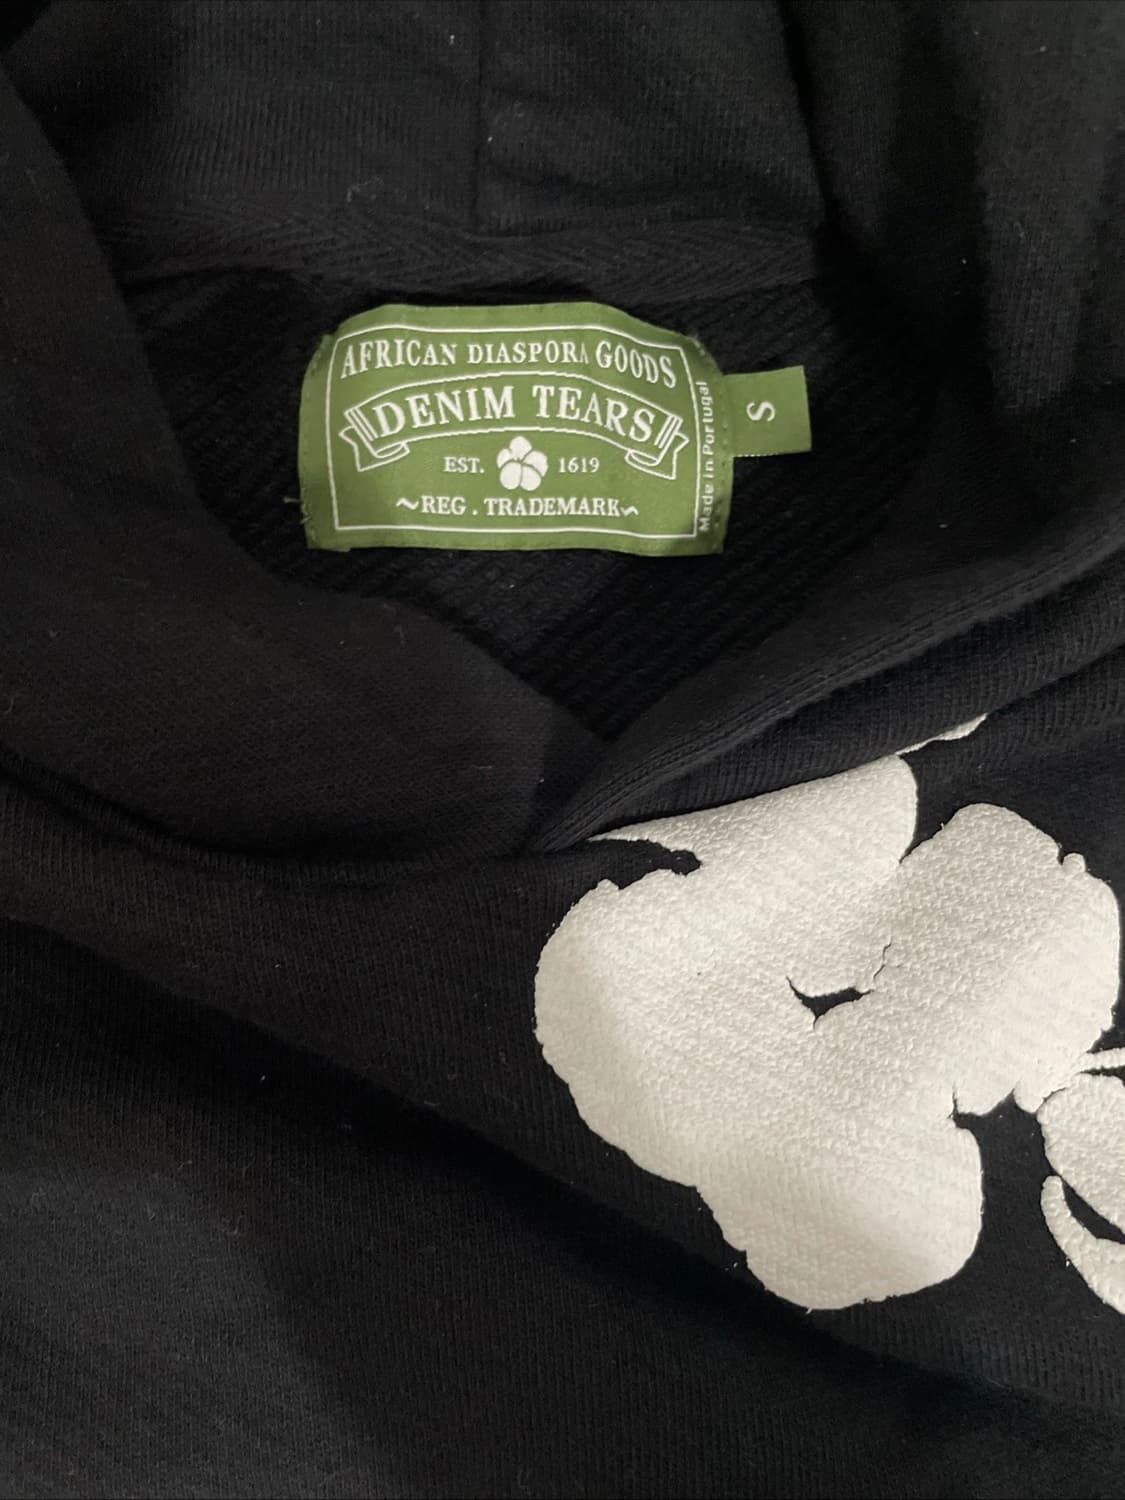 AFRICAN DIASPORA GOODS
DENIM TEARS
EST. 1619
~REG. TRADEMARK~
Made in Portugal
S